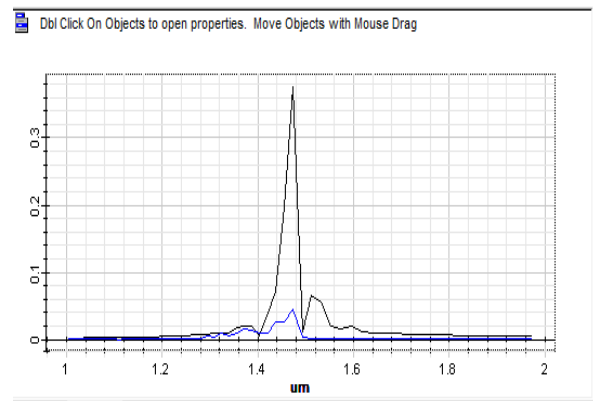 Dbl Click On Objects to open properties. Move Objects with Mouse Drag
0.3
0.2
0.1
0
1 1.2 1.4 1.6 1.8 2
um